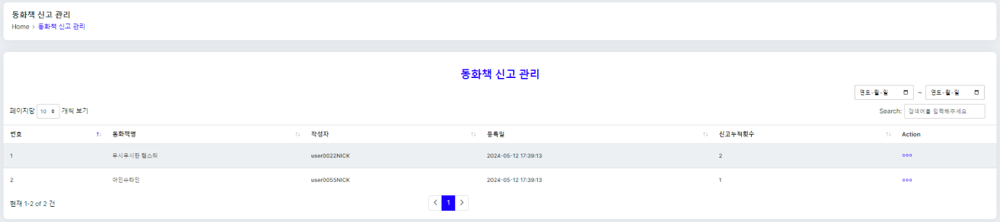 동화책 신고 관리
Home > 동화책 신고 관리
동화책 신고 관리
연도-월-일 ~ 연도-월-일
페이지당 10 개씩 보기 Search: 검색어를 입력해주세요
번호 동화책명 작성자 등록일 신고누적횟수 Action
1 무시무시한 햄스터 user0022NICK 2024-05-12 17:39:13 2
2 아인슈타인 user0055NICK 2024-05-12 17:39:13 1
현재 1-2 of 2 건 1